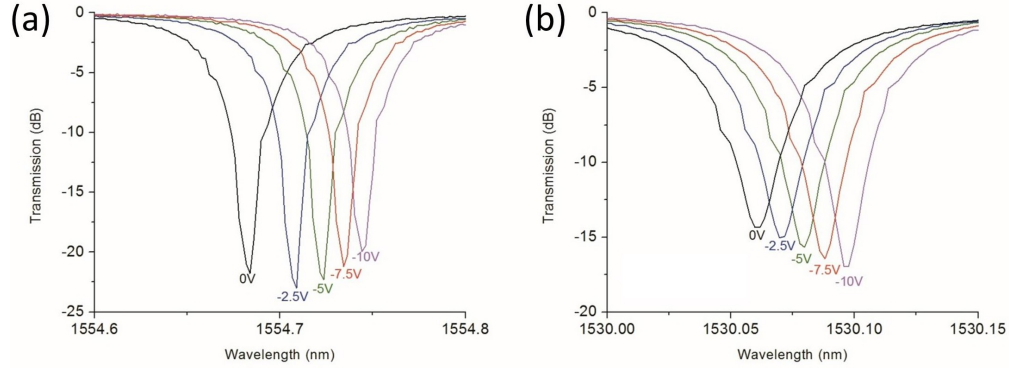 (a)
0
-5
-10
-15
-20
-25
Transmission (dB)
0V
-2.5V
-5V
-7.5V
-10V
1554.6
1554.7
1554.8
Wavelength (nm)
(b)
0
-5
-10
-15
-20
Transmission (dB)
0V
-2.5V
-5V
-7.5V
-10V
1530.00
1530.05
1530.10
1530.15
Wavelength (nm)